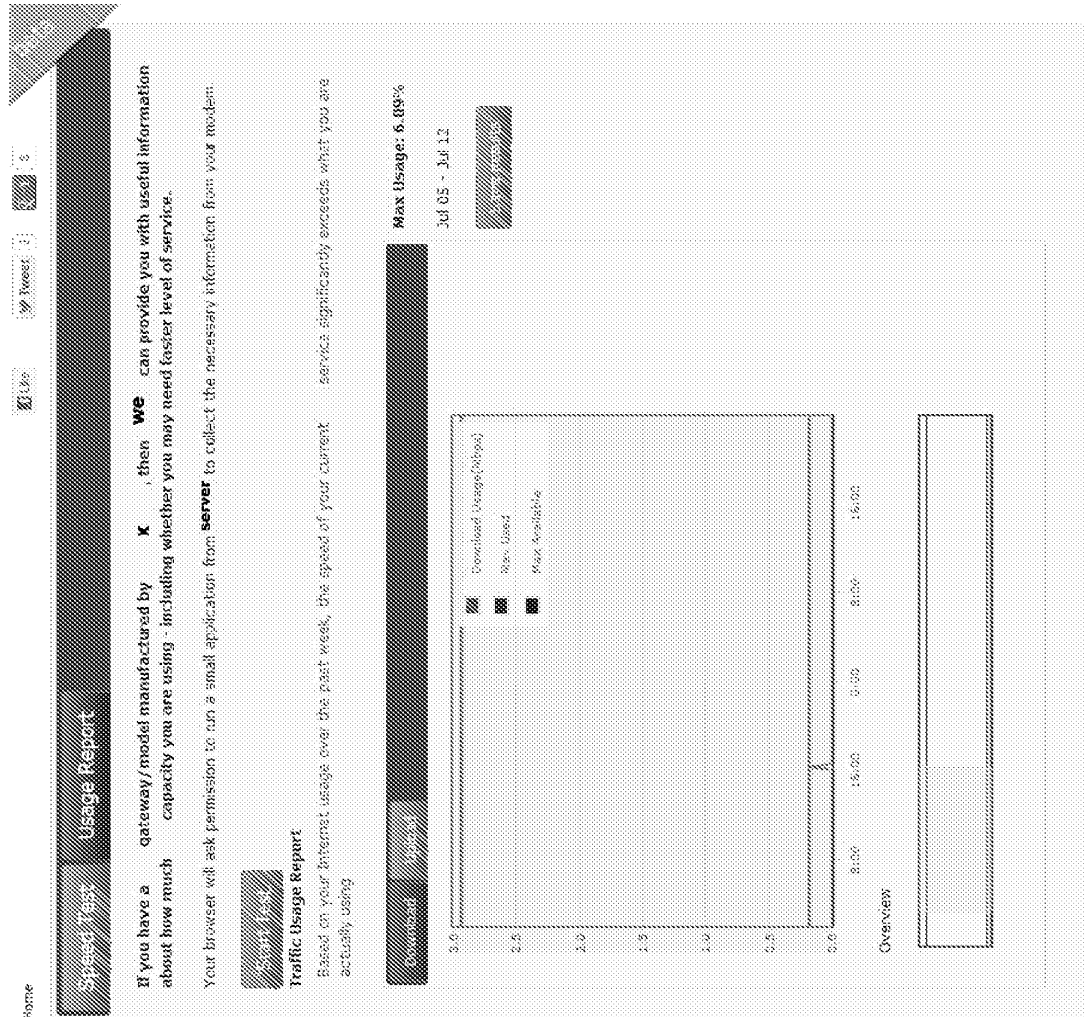 Home
Like
Tweet
Speed Test
Usage Report
If you have a gateway/model manufactured by x , then we can provide you with useful information
about how much capacity you are using - including whether you may need faster level of service.
Your browser will ask permission to run a small application from server to collect the necessary information from your modem.
Traffic Usage Report
Based on your Internet usage over the past week, the speed of your current service significantly exceeds what you are
actually using
Download
Upload
Max Usage: 6.89%
Jul 05 - Jul 12
Download Usage(Mbps)
Max Used
Max Available
3.0
2.5
2.0
1.5
1.0
0.5
0.0
8:00
16:00
0:00
8:00
16:00
Overview